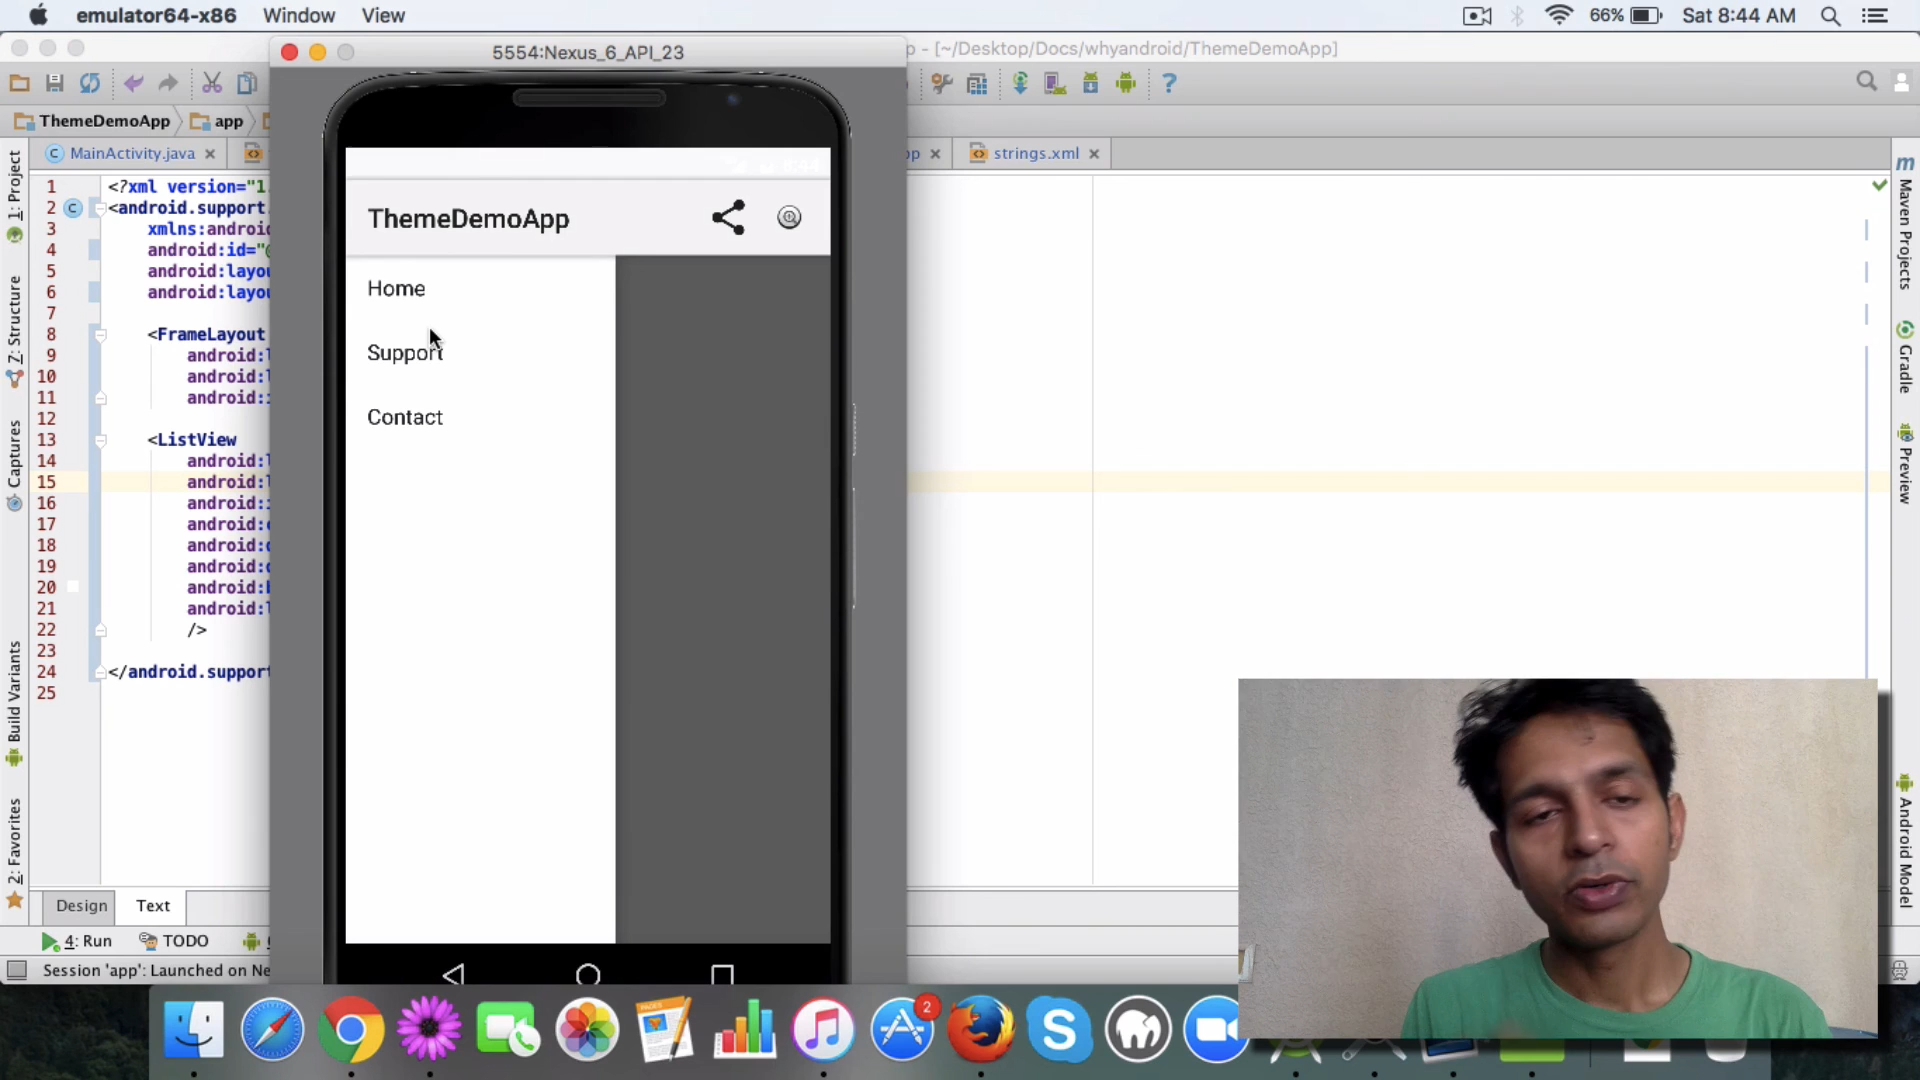 emulator64-x86 Window View
66% Sat 8:44 AM
5554:Nexus_6_API_23
p - [~/Desktop/Docs/whyandroid/ThemeDemoApp]
ThemeDemoApp app
MainActivity.java
strings.xml
1: Project
7: Structure
Captures
Build Variants
2: Favorites
1 <?xml version="1.
2 <android.support.
3 xmlns:android
4 android:id="@
5 android:layou
6 android:layou
7
8 <FrameLayout
9 android:l
10 android:l
11 android:i
12
13 <ListView
14 android:l
15 android:l
16 android:i
17 android:c
18 android:d
19 android:d
20 android:b
21 android:l
22 />
23
24 </android.support
25
ThemeDemoApp
Home
Support
Contact
Maven Projects
Gradle
Preview
Android Model
Design Text
4: Run TODO
Session 'app': Launched on Ne
2